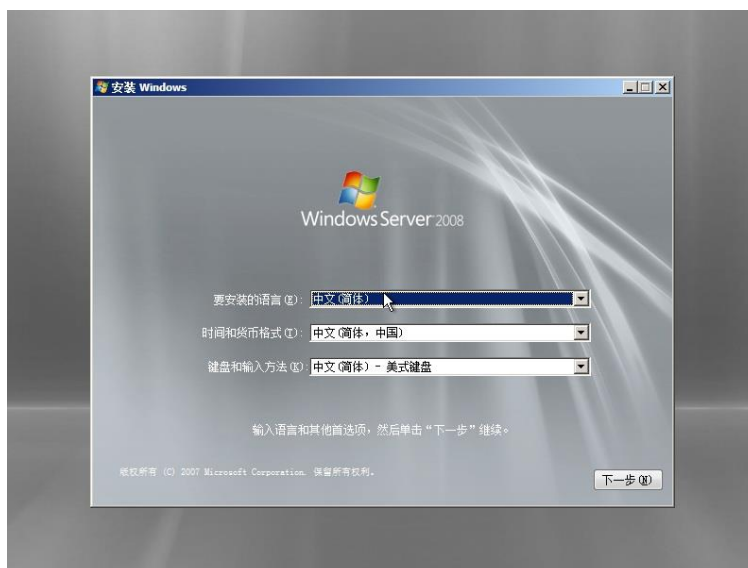 安装 Windows
Windows Server 2008
要安装的语言(E): 中文(简体)
时间和货币格式(T): 中文(简体，中国)
键盘和输入方法(K): 中文(简体) - 美式键盘
输入语言和其他首选项，然后单击“下一步”继续。
版权所有 (C) 2007 Microsoft Corporation. 保留所有权利。
下一步(N)